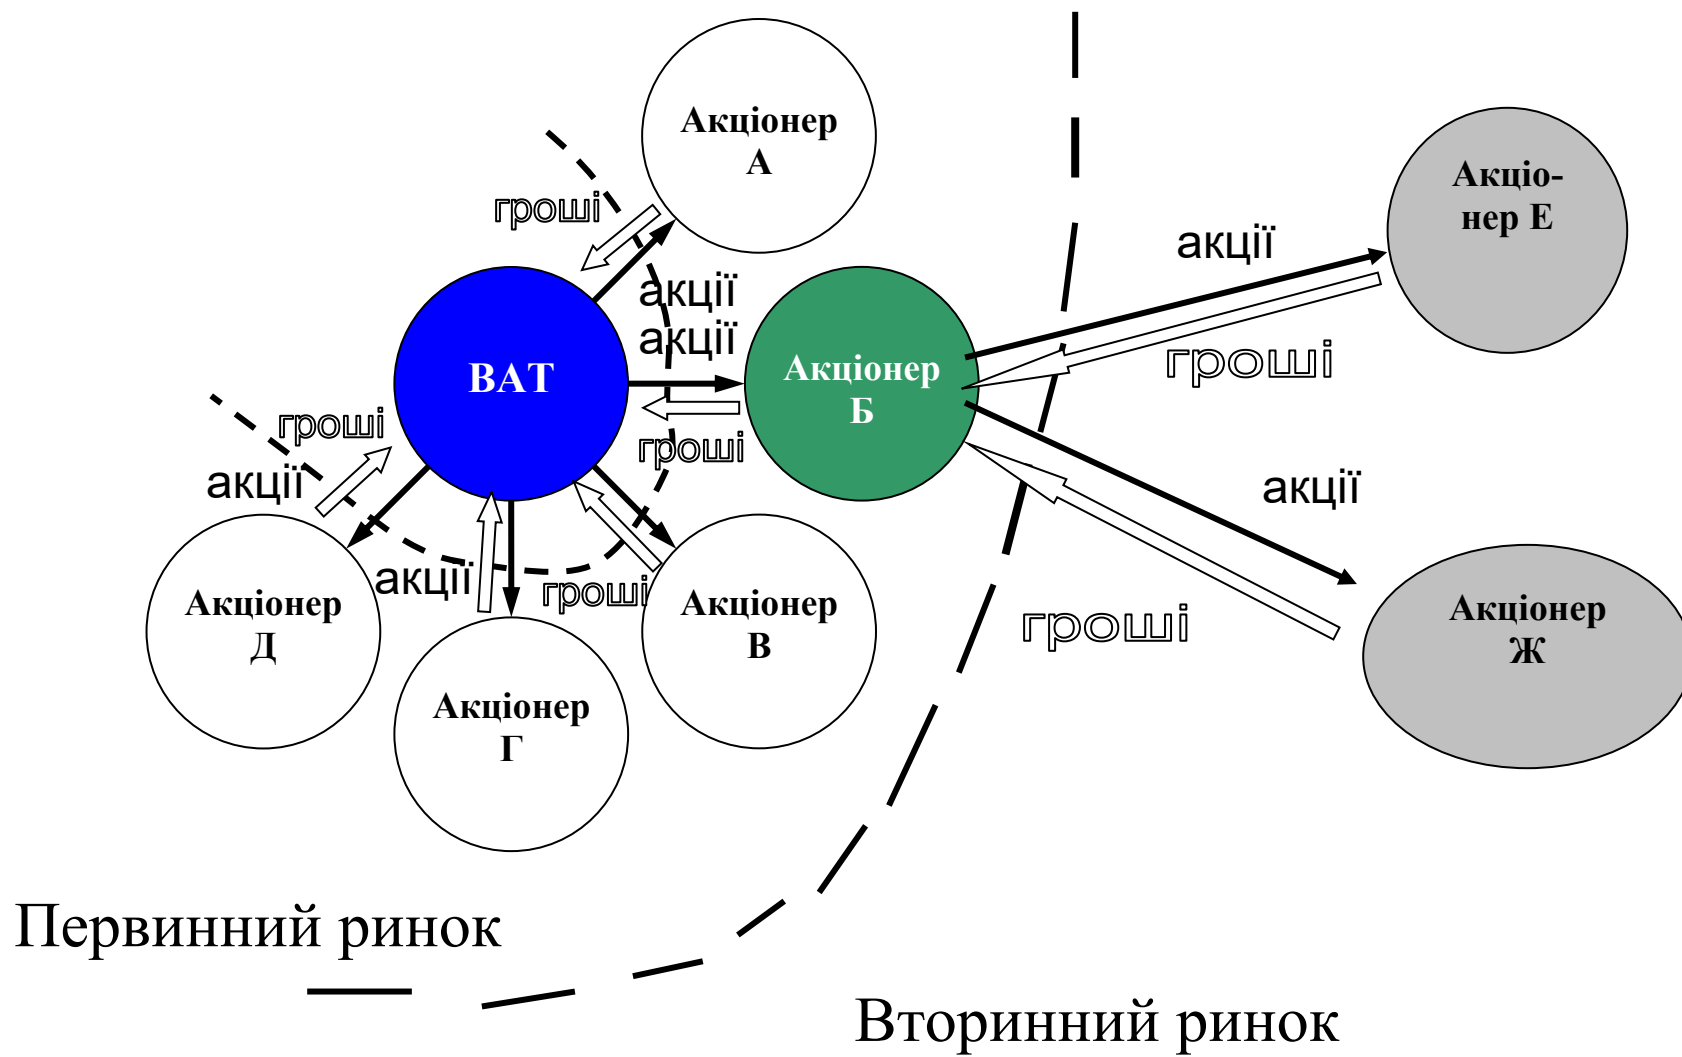 Акціонер
А
гроші
Акціо-
нер Е
акції
акції
акції
ВАТ
Акціонер
Б
гроші
гроші
гроші
акції
акції
акції
гроші
Акціонер
Д
Акціонер
В
гроші
Акціонер
Ж
Акціонер
Г
Первинний ринок
Вторинний ринок